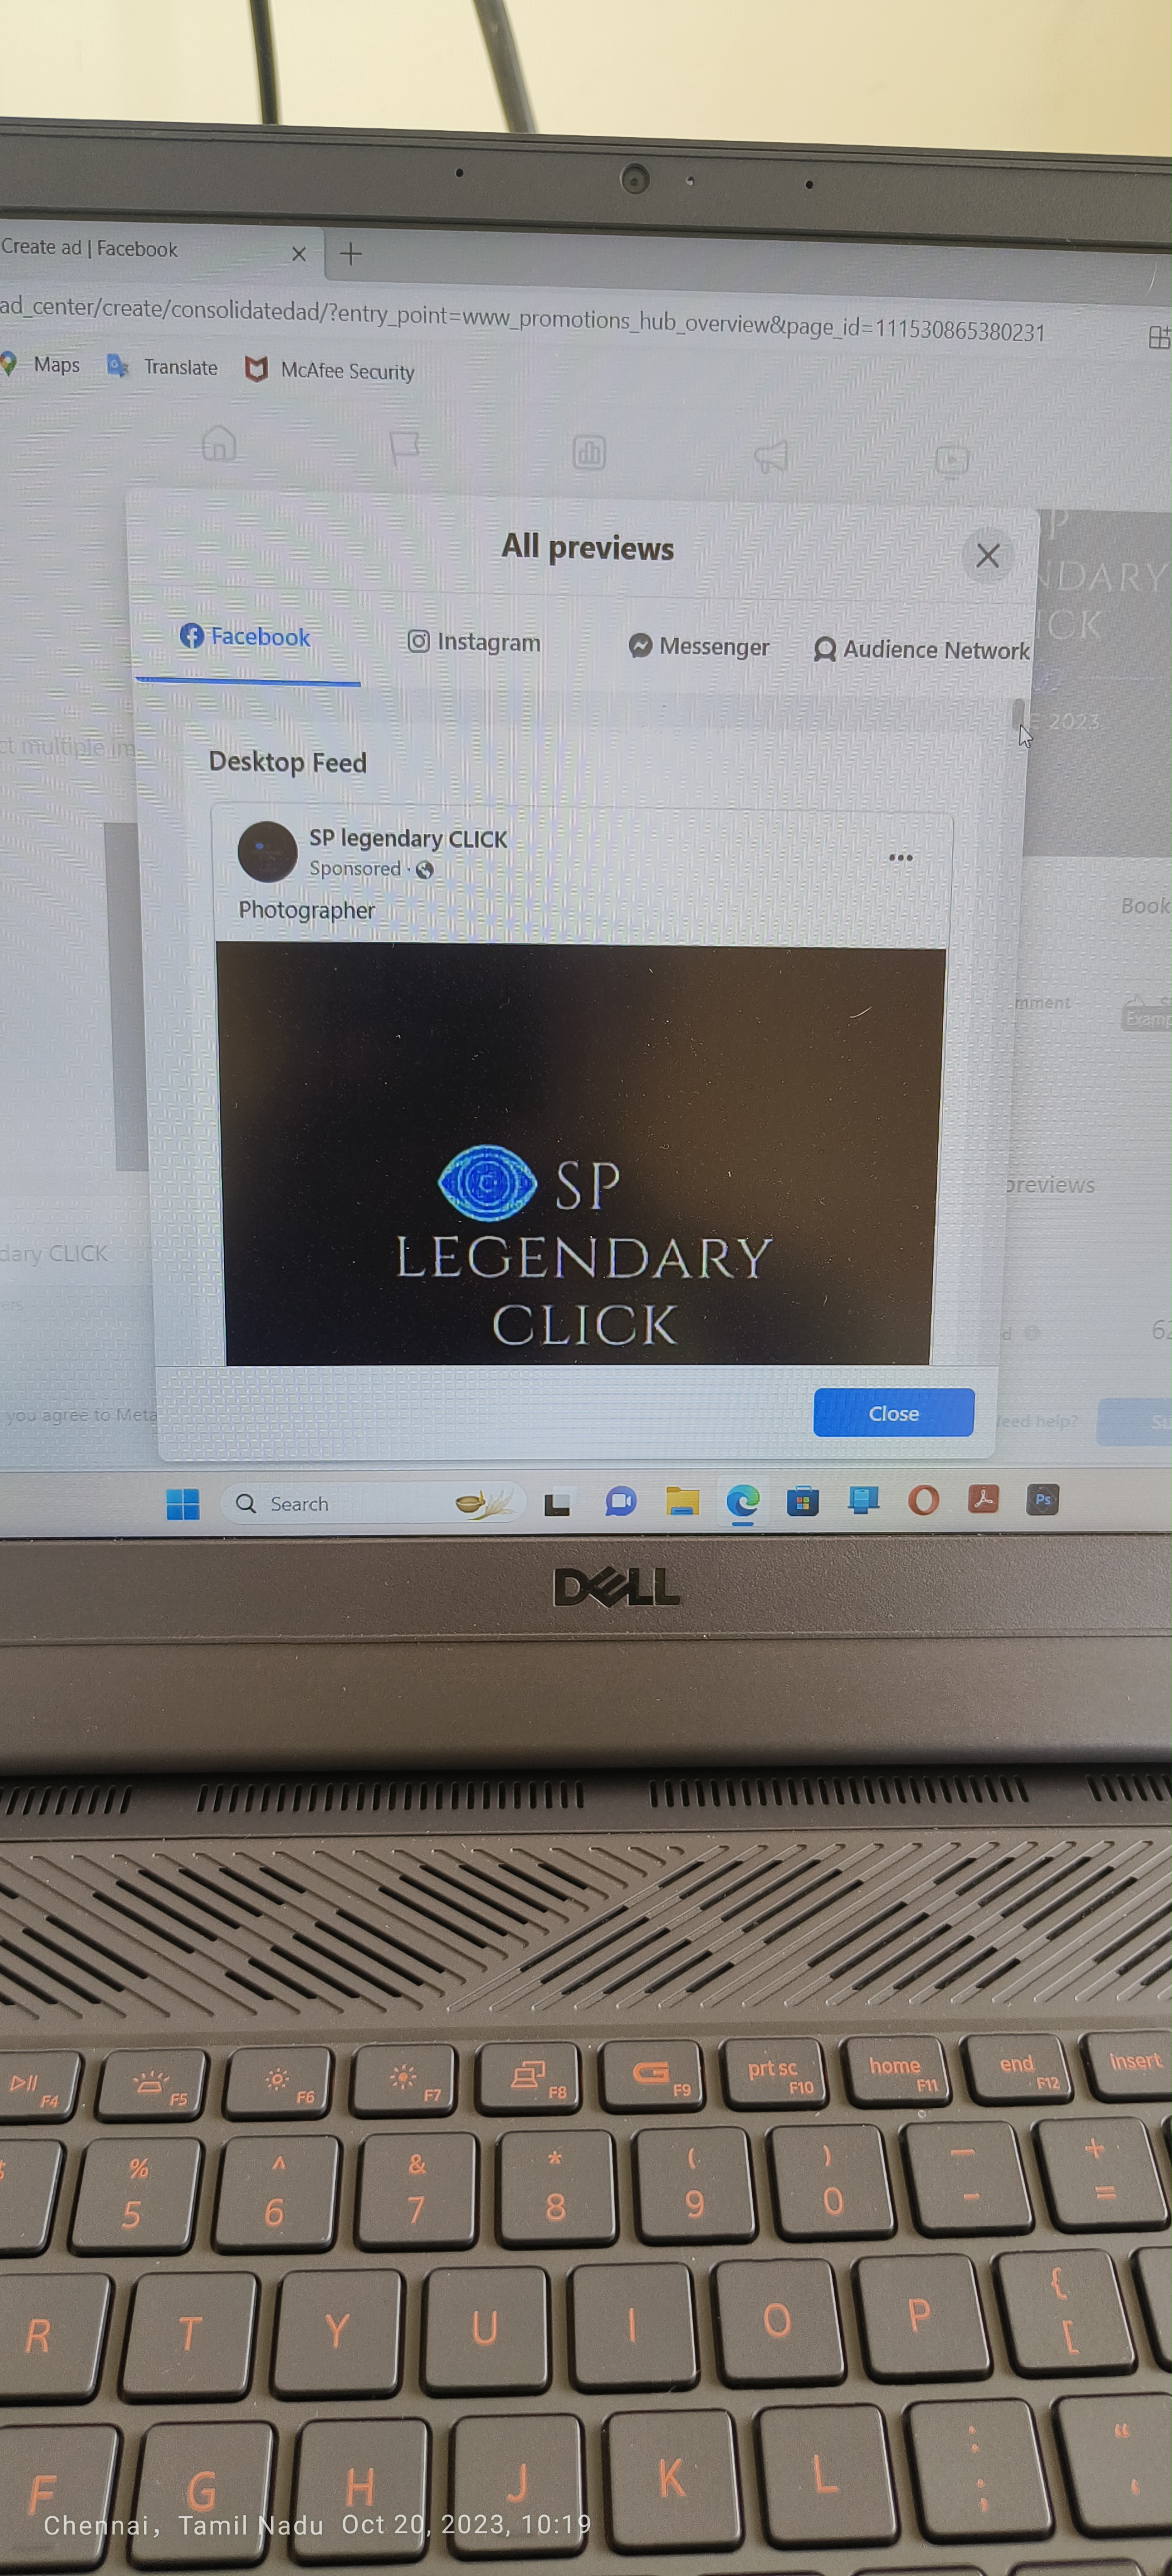 Create ad | Facebook
ad_center/create/consolidatedad/?entry_point=www_promotions_hub_overview&page_id=111530865380231
Maps Translate McAfee Security
All previews
Facebook Instagram Messenger Audience Network
NDARY
ICK
E 2023
ct multiple im
Desktop Feed
SP legendary CLICK
Sponsored ·
Photographer
Book
mment
Examp
SP
LEGENDARY
CLICK
previews
dary CLICK
ers
d
62
you agree to Meta
Close
Need help?
Su
Search
Ps
DELL
F4 F5 F6 F7 F8 G F9 prt sc F10 home F11 end F12 insert
% 5 ^ 6 & 7 * 8 ( 9 ) 0 — - + =
R T Y U I O P { [
F G H J K L : ; “ ‘
Chennai, Tamil Nadu Oct 20, 2023, 10:19